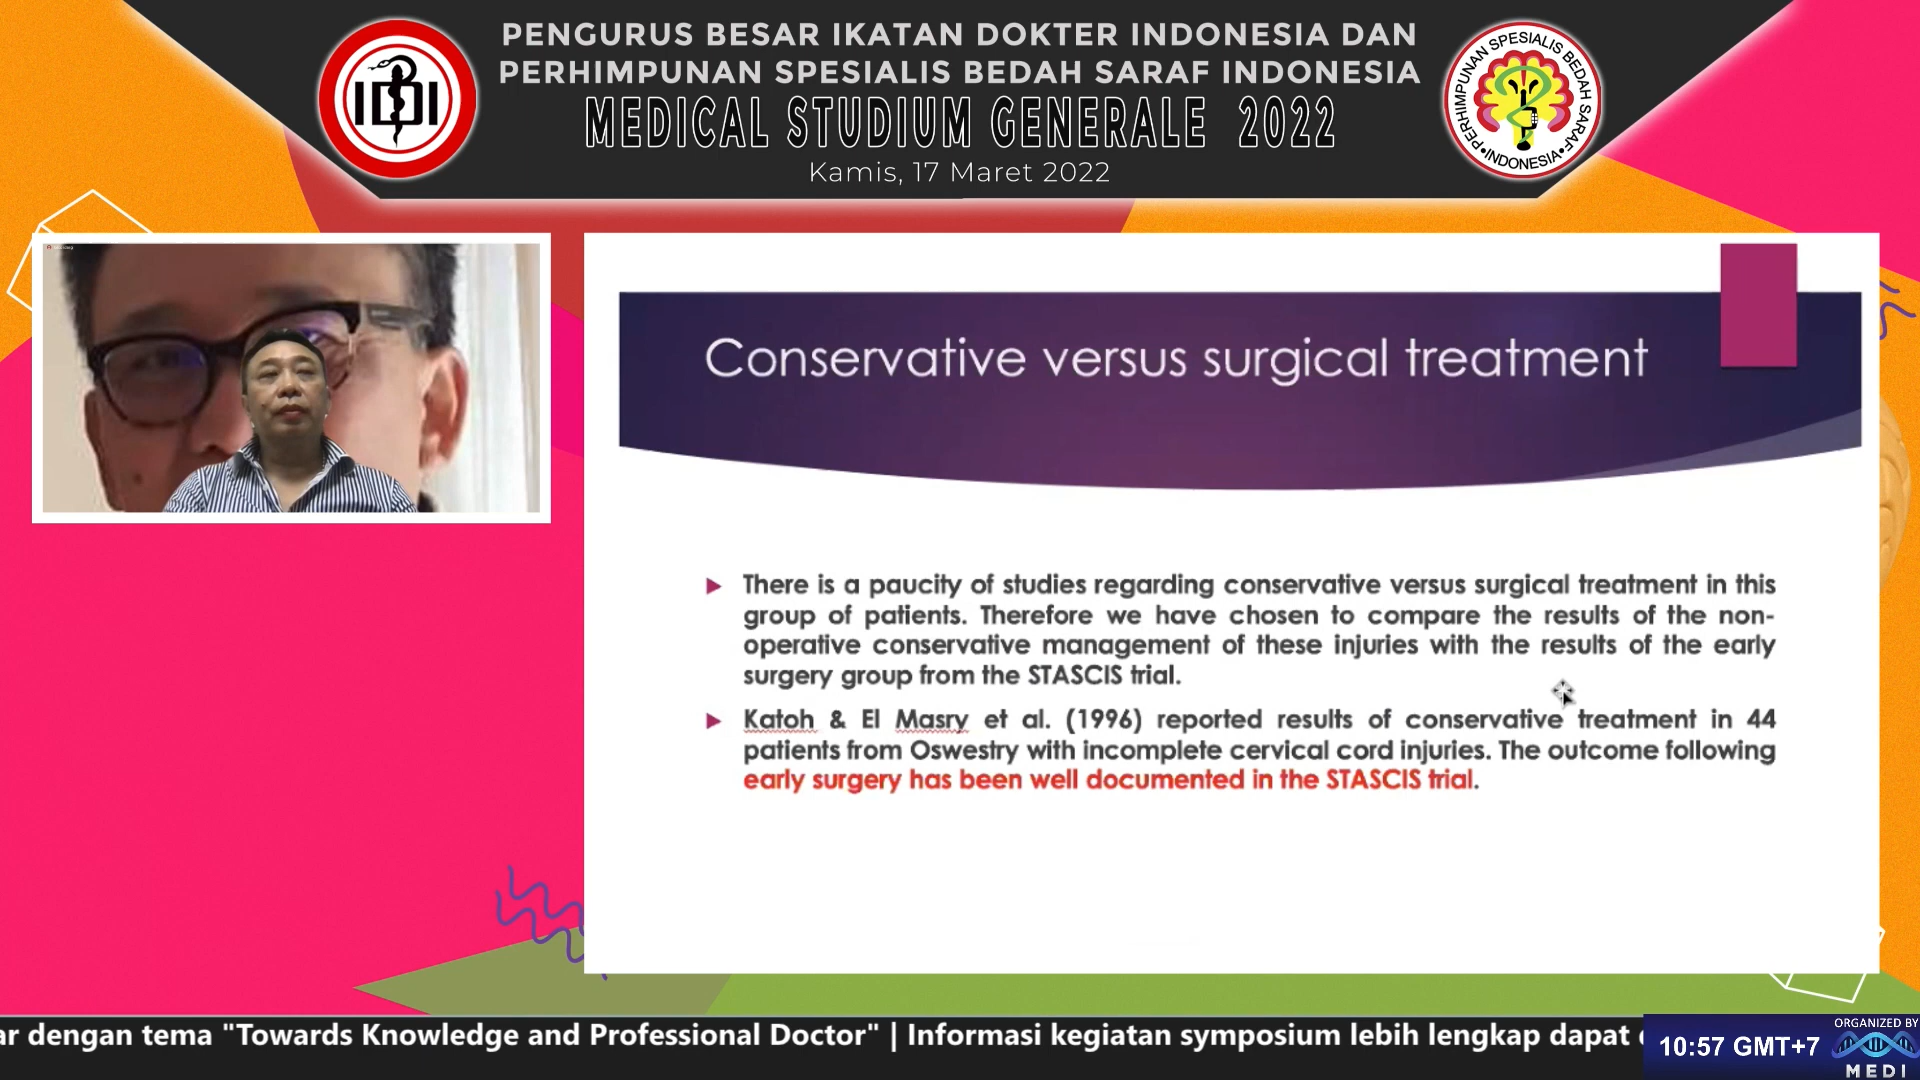 PENGURUS BESAR IKATAN DOKTER INDONESIA DAN
PERHIMPUNAN SPESIALIS BEDAH SARAF INDONESIA
MEDICAL STUDIUM GENERALE 2022
Kamis, 17 Maret 2022
IDI
PERHIMPUNAN SPESIALIS BEDAH SARAF
•INDONESIA•
Conservative versus surgical treatment
There is a paucity of studies regarding conservative versus surgical treatment in this
group of patients. Therefore we have chosen to compare the results of the non-
operative conservative management of these injuries with the results of the early
surgery group from the STASCIS trial.
Katoh & El Masry et al. (1996) reported results of conservative treatment in 44
patients from Oswestry with incomplete cervical cord injuries. The outcome following
early surgery has been well documented in the STASCIS trial.
ar dengan tema "Towards Knowledge and Professional Doctor" | Informasi kegiatan symposium lebih lengkap dapat
10:57 GMT+7
ORGANIZED BY
MEDI